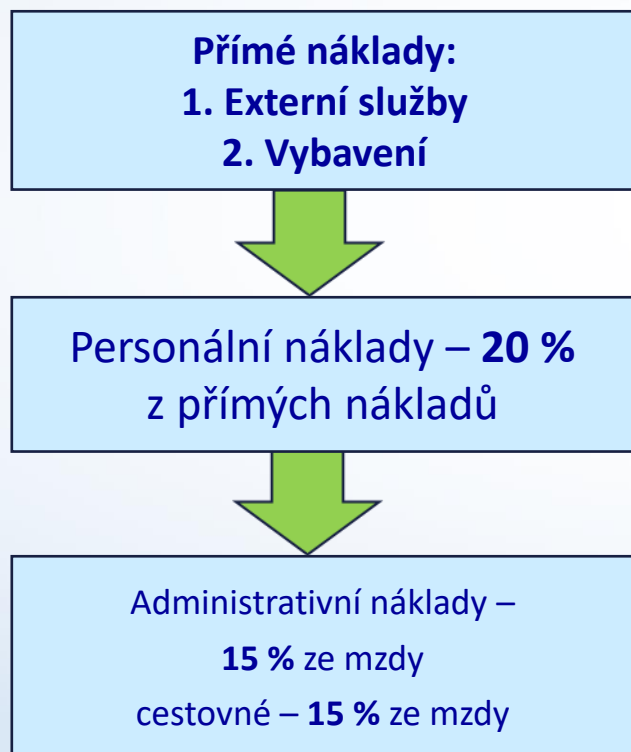 Přímé náklady:
1. Externí služby
2. Vybavení
Personální náklady – 20 %
z přímých nákladů
Administrativní náklady –
15 % ze mzdy
cestovné – 15 % ze mzdy